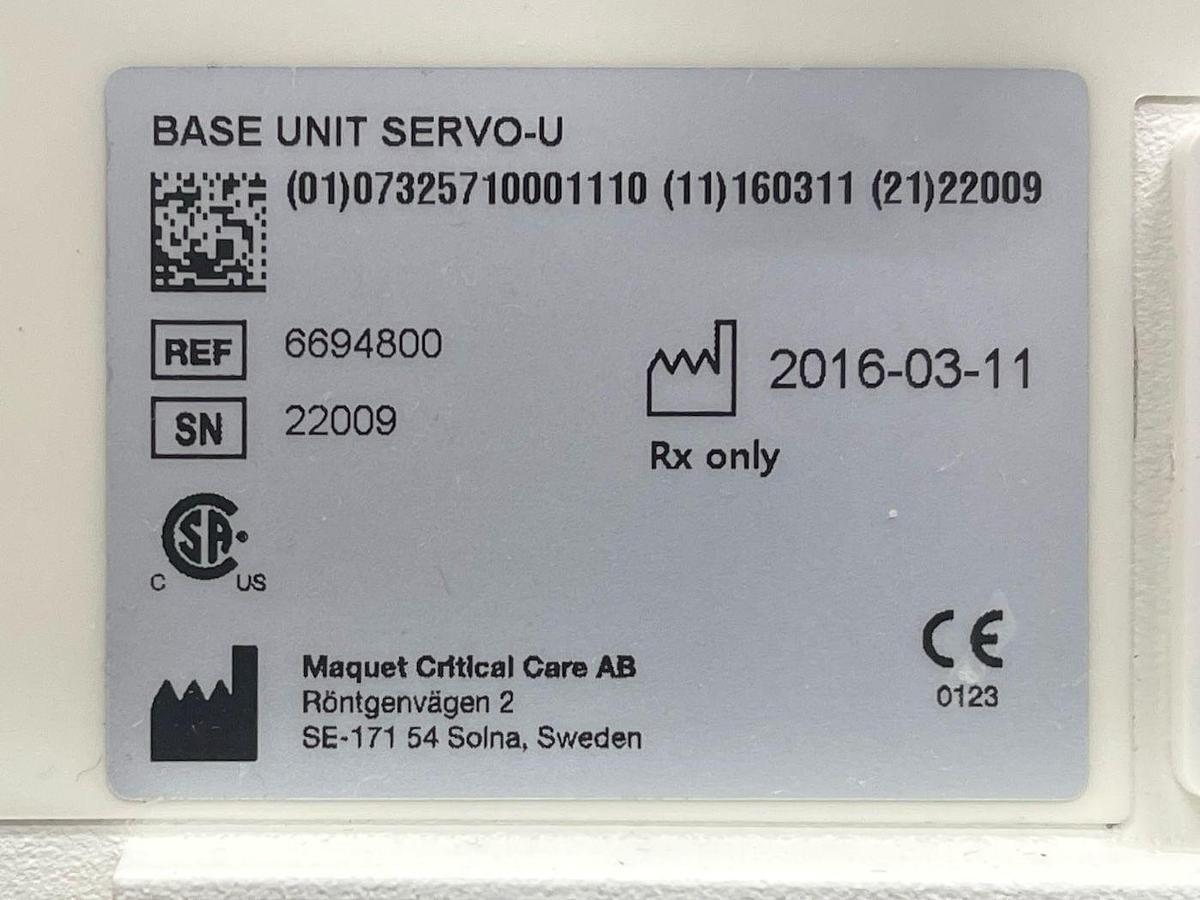 BASE UNIT SERVO-U
(01)07325710001110 (11)160311 (21)22009
REF 6694800
2016-03-11
SN 22009
Rx only
CSA
C US
Maquet Critical Care AB
Röntgenvägen 2
SE-171 54 Solna, Sweden
CE
0123